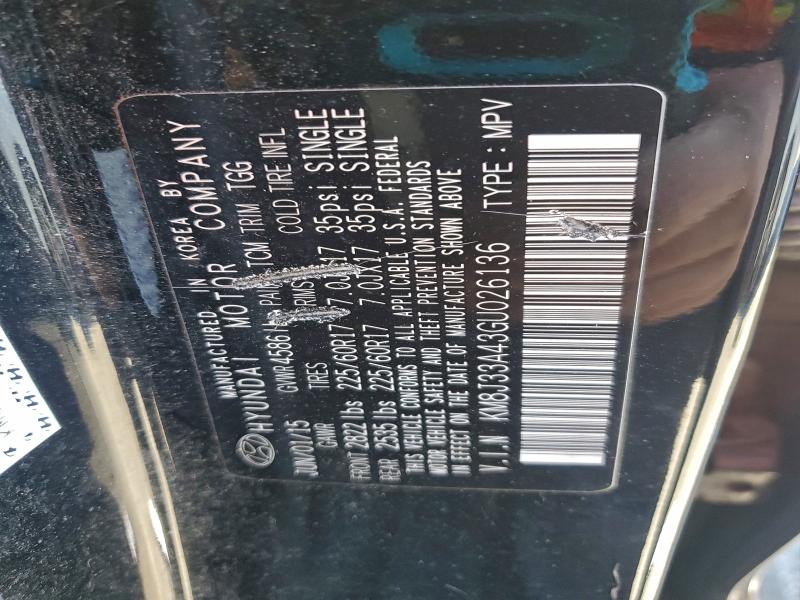 MANUFACTURED IN KOREA BY
HYUNDAI MOTOR COMPANY
JUN/01/15 GVWR 4586 TCM TRIM TGG
GAWR TIRES RIMS COLD TIRE INFL
FRONT 2822 lbs 225/60R17 7.0JX17 35psi SINGLE
REAR 2535 lbs 225/60R17 7.0JX17 35psi SINGLE
THIS VEHICLE CONFORMS TO ALL APPLICABLE U.S.A. FEDERAL
MOTOR VEHICLE SAFETY AND THEFT PREVENTION STANDARDS
IN EFFECT ON THE DATE OF MANUFACTURE SHOWN ABOVE
V.I.N KM8J33A43GU026136 TYPE : MPV